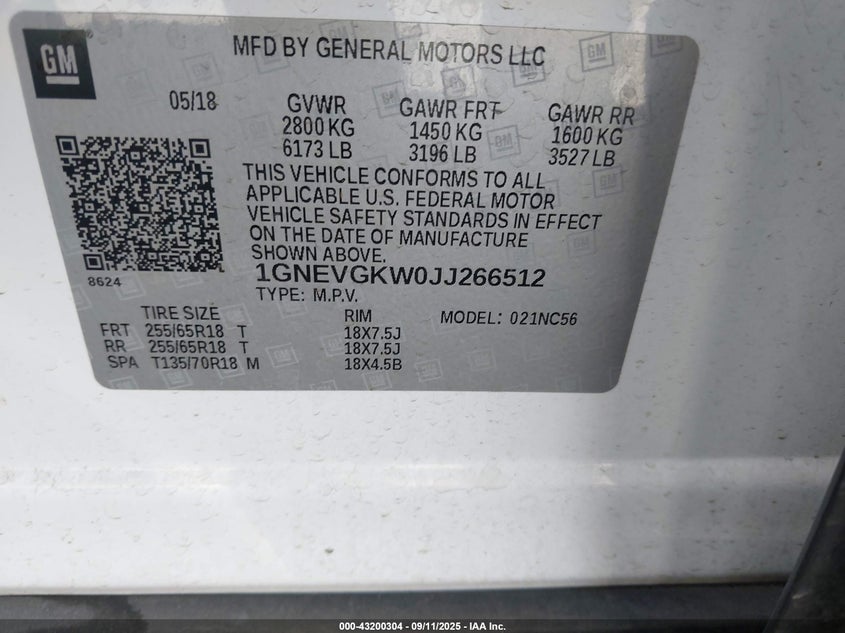 GM
MFD BY GENERAL MOTORS LLC
05/18 GVWR GAWR FRT GAWR RR
2800 KG 1450 KG 1600 KG
6173 LB 3196 LB 3527 LB
THIS VEHICLE CONFORMS TO ALL
APPLICABLE U.S. FEDERAL MOTOR
VEHICLE SAFETY STANDARDS IN EFFECT
ON THE DATE OF MANUFACTURE
SHOWN ABOVE.
8624 1GNEVGKW0JJ266512
TYPE: M.P.V.
TIRE SIZE RIM MODEL: 021NC56
FRT 255/65R18 T 18X7.5J
RR 255/65R18 T 18X7.5J
SPA T135/70R18 M 18X4.5B
000-43200304 - 09/11/2025 - IAA Inc.